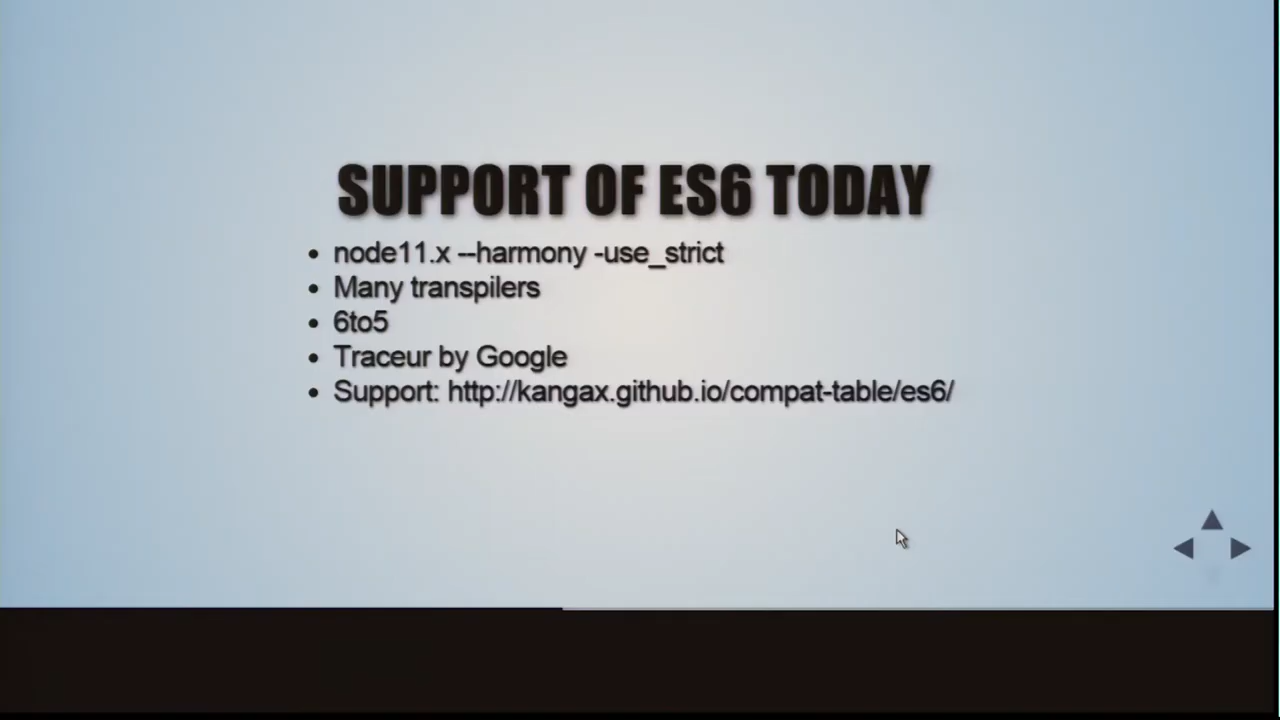 SUPPORT OF ES6 TODAY
node11.x --harmony -use_strict
Many transpilers
6to5
Traceur by Google
Support: http://kangax.github.io/compat-table/es6/